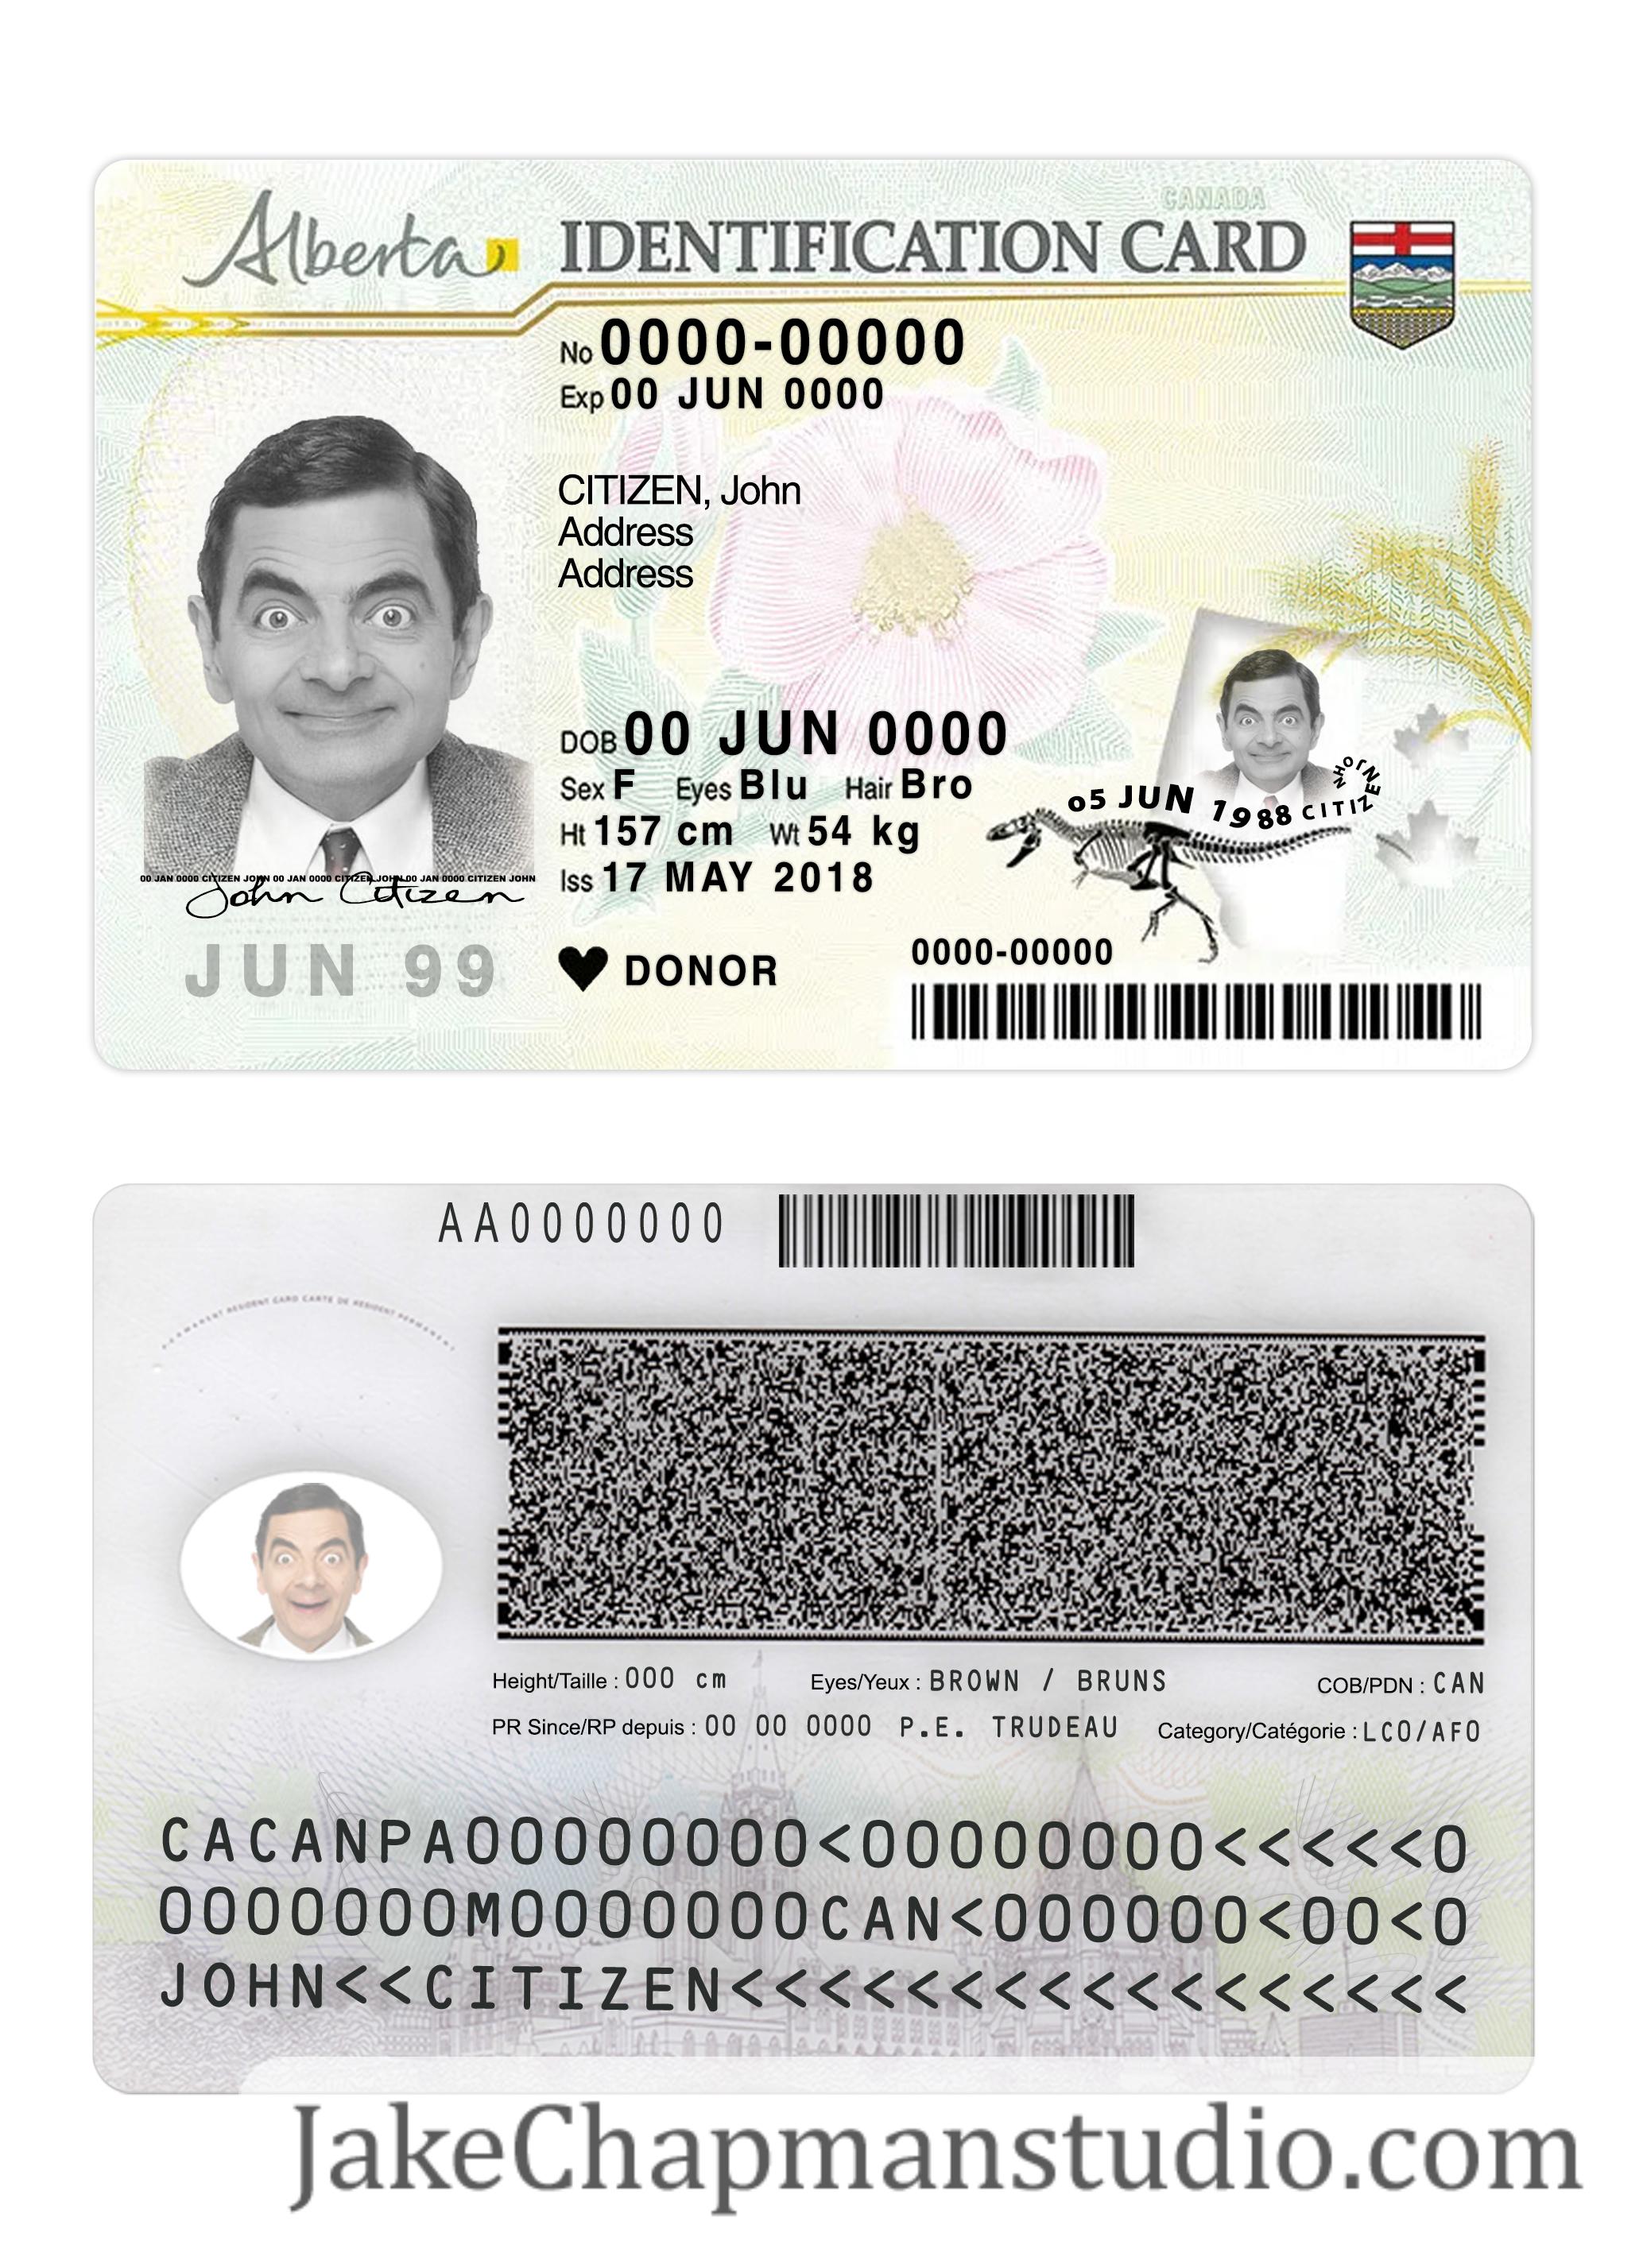 CANADA
Alberta IDENTIFICATION CARD
No 0000-00000
Exp 00 JUN 0000
CITIZEN, John
Address
Address
DOB 00 JUN 0000
Sex F Eyes Blu Hair Bro
Ht 157 cm Wt 54 kg
Iss 17 MAY 2018
05 JUN 1988 CITIZEN JOHN
00 JAN 0000 CITIZEN JOHN 00 JAN 0000 CITIZEN JOHN 00 JAN 0000 CITIZEN JOHN
John Citizen
JUN 99
DONOR
0000-00000
AA0000000
PERMANENT RESIDENT CARD CARTE DE RESIDENT PERMANENT
Height/Taille : 000 cm Eyes/Yeux : BROWN / BRUNS COB/PDN : CAN
PR Since/RP depuis : 00 00 0000 P.E. TRUDEAU Category/Catégorie : LCO/AFO
CACANPA00000000<00000000<<<<<0
0000000M0000000CAN<000000<00<0
JOHN<<CITIZEN<<<<<<<<<<<<<<<<<
JakeChapmanstudio.com